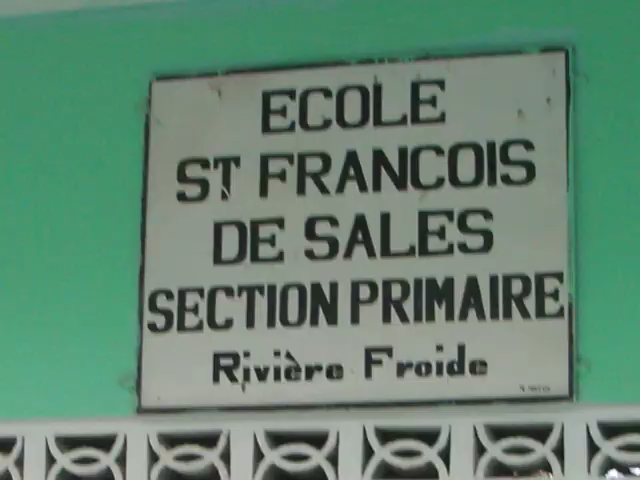 ECOLE
ST FRANCOIS
DE SALES
SECTION PRIMAIRE
Rivière Froide